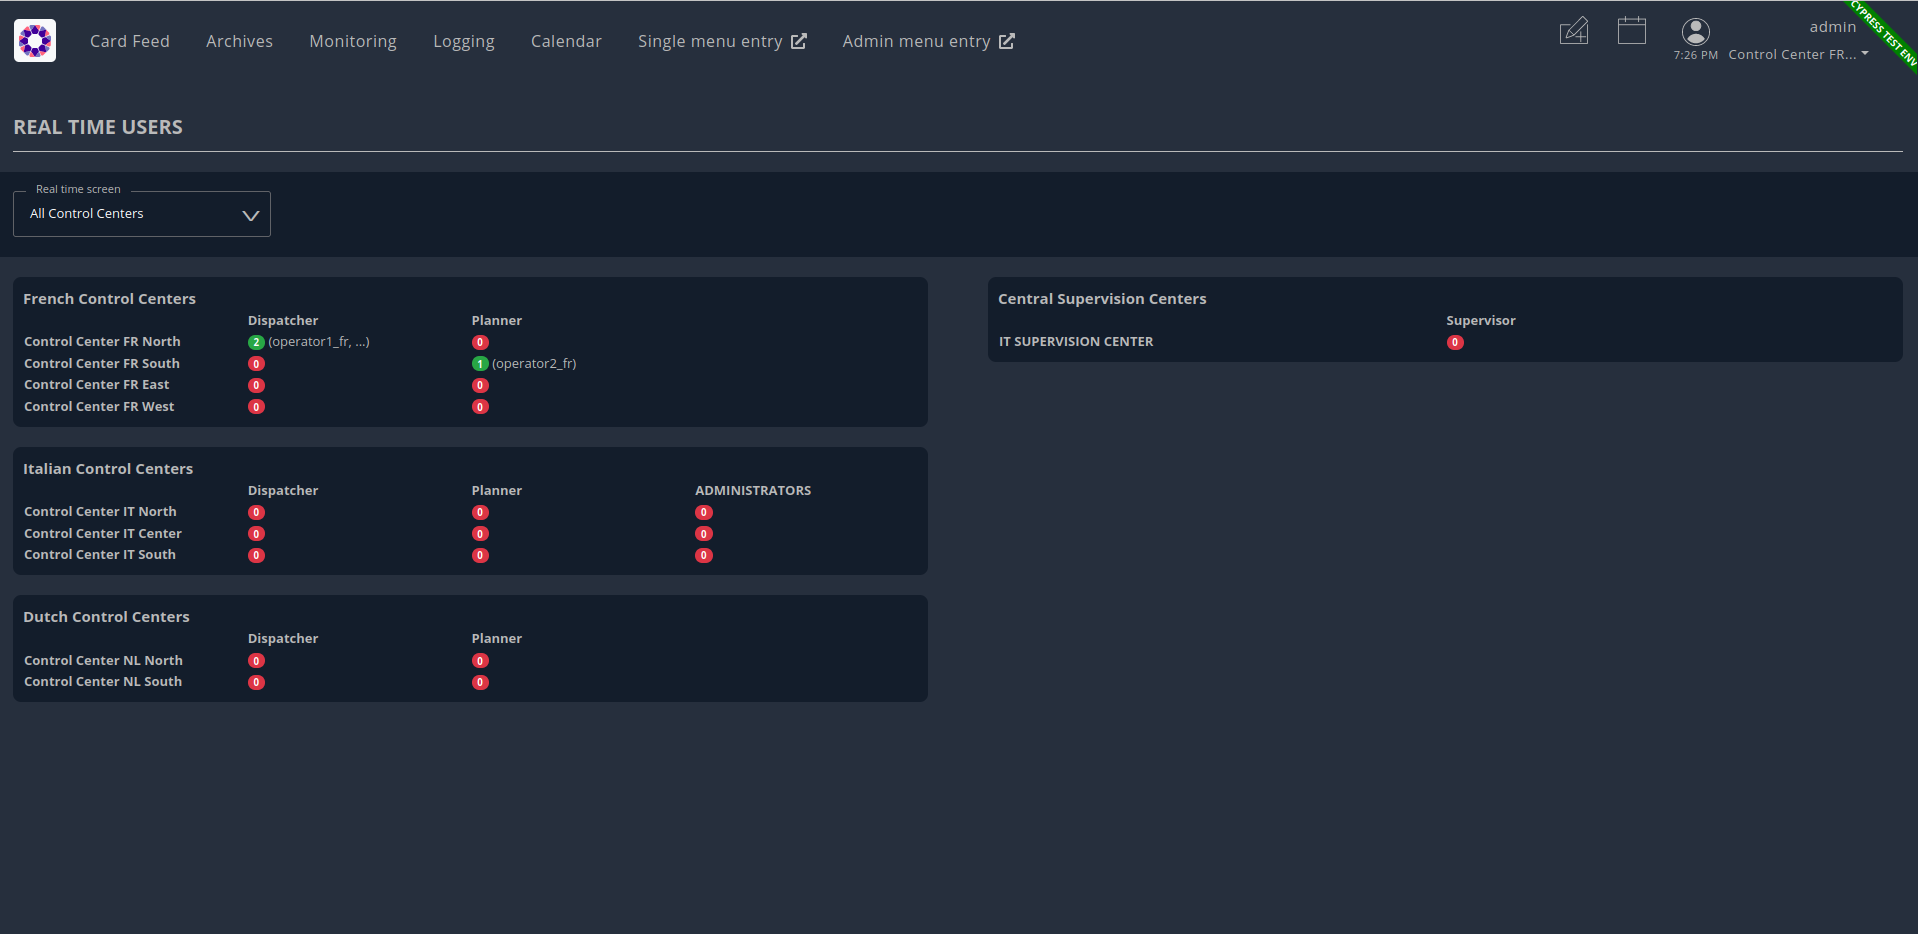 Card Feed Archives Monitoring Logging Calendar Single menu entry Admin menu entry
admin
7:26 PM Control Center FR...
CYPRESS TEST ENV
REAL TIME USERS
Real time screen
All Control Centers
French Control Centers
Dispatcher Planner
Control Center FR North 2 (operator1_fr, ...) 0
Control Center FR South 0 1 (operator2_fr)
Control Center FR East 0 0
Control Center FR West 0 0
Central Supervision Centers
Supervisor
IT SUPERVISION CENTER 0
Italian Control Centers
Dispatcher Planner ADMINISTRATORS
Control Center IT North 0 0 0
Control Center IT Center 0 0 0
Control Center IT South 0 0 0
Dutch Control Centers
Dispatcher Planner
Control Center NL North 0 0
Control Center NL South 0 0